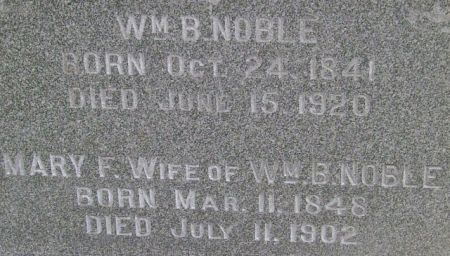 WM B. NOBLE
BORN OCT. 24. 1841
DIED JUNE 15. 1920
MARY F. WIFE OF WM. B. NOBLE
BORN MAR. 11. 1848
DIED JULY 11. 1902